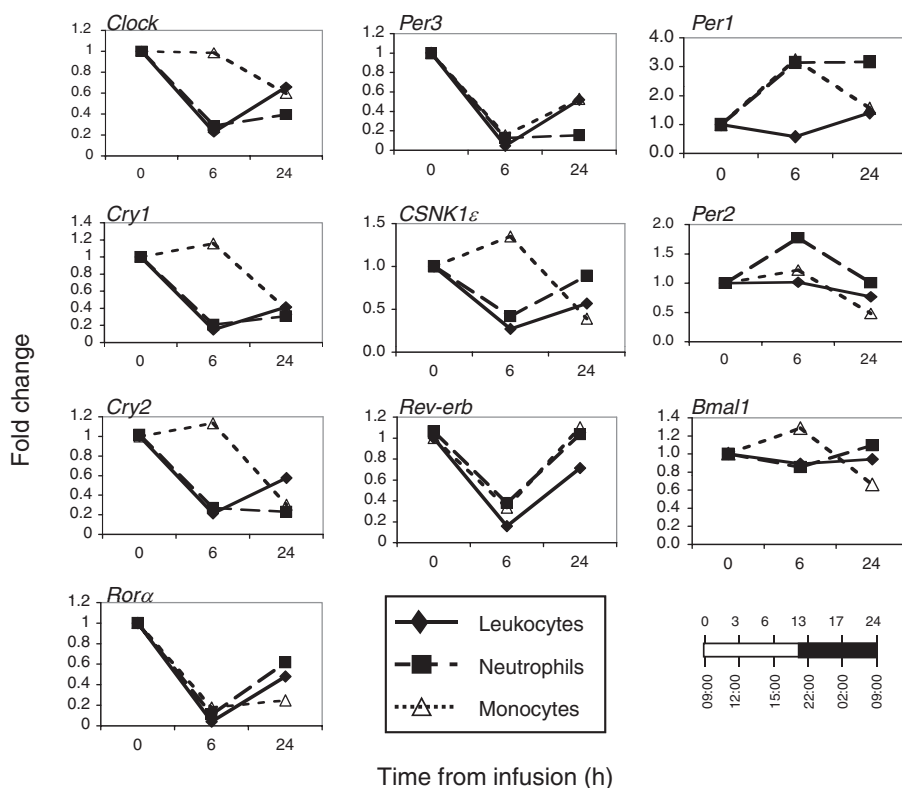 Fold change
Clock
1.2
1
0.8
0.6
0.4
0.2
0
0 6 24
Per3
1.2
1
0.8
0.6
0.4
0.2
0
0 6 24
Per1
4.0
3.0
2.0
1.0
0.0
0 6 24
Cry1
1.4
1.2
1
0.8
0.6
0.4
0.2
0
0 6 24
CSNK1ε
1.5
1.0
0.5
0.0
0 6 24
Per2
2.0
1.5
1.0
0.5
0.0
0 6 24
Cry2
1.2
1
0.8
0.6
0.4
0.2
0
0 6 24
Rev-erb
1.2
1
0.8
0.6
0.4
0.2
0
0 6 24
Bmal1
1.4
1.2
1.0
0.8
0.6
0.4
0.2
0.0
0 6 24
Rorα
1.2
1
0.8
0.6
0.4
0.2
0
0 6 24
Leukocytes
Neutrophils
Monocytes
0 3 6 13 17 24
09:00 12:00 15:00 22:00 02:00 09:00
Time from infusion (h)